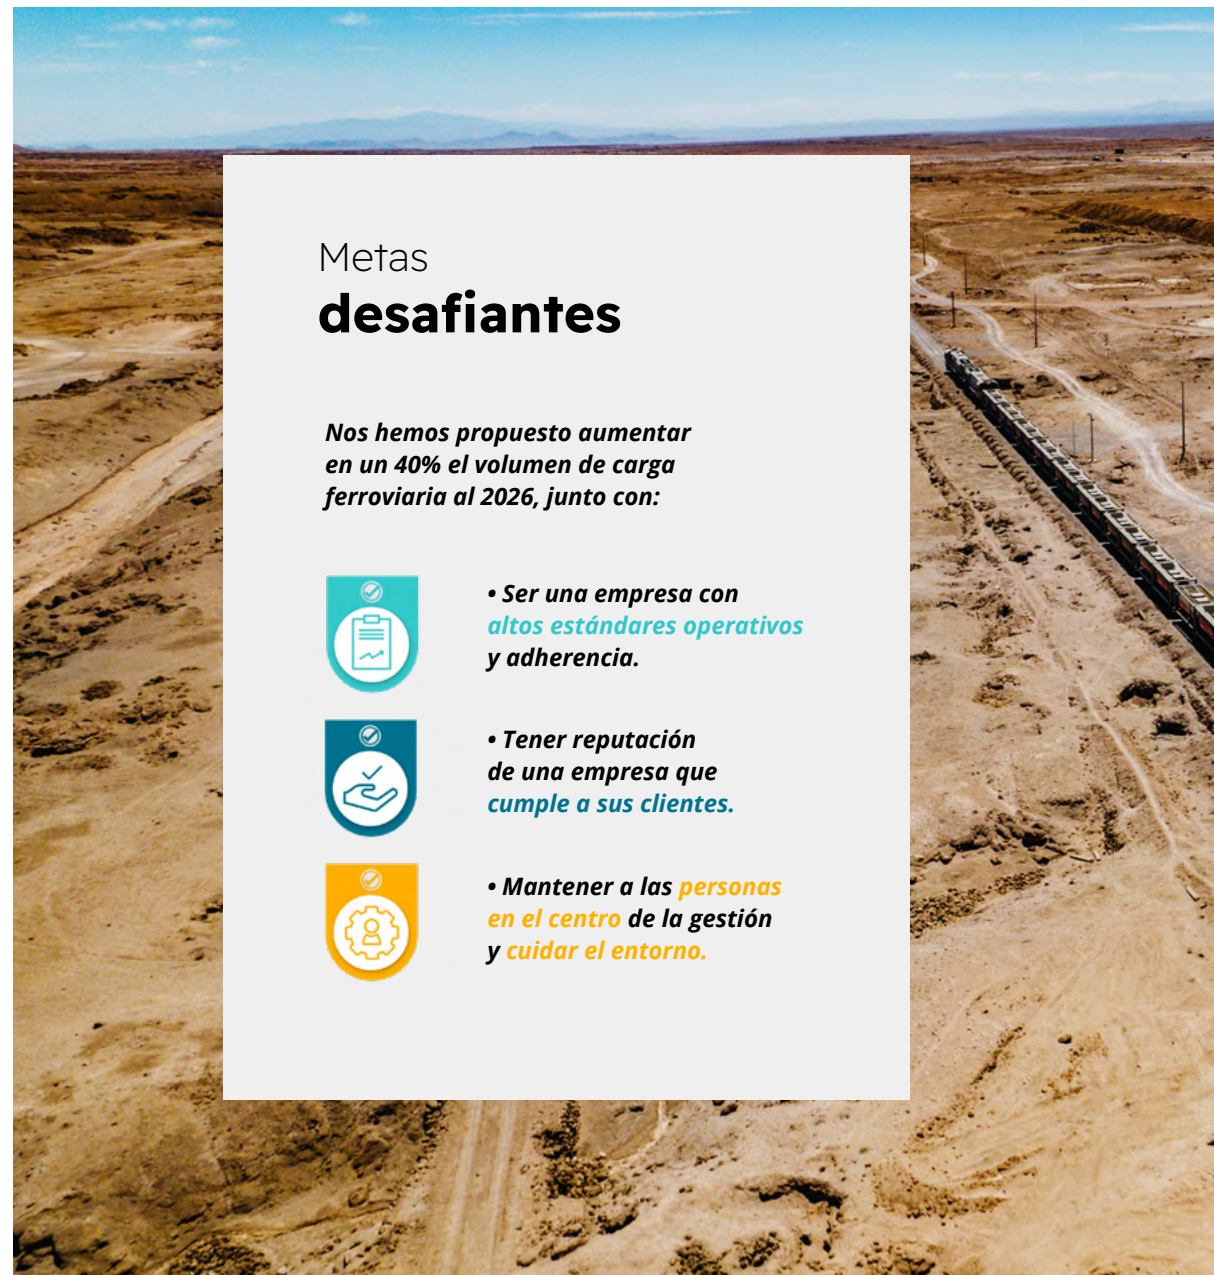 Metas
desafiantes
Nos hemos propuesto aumentar
en un 40% el volumen de carga
ferroviaria al 2026, junto con:
• Ser una empresa con
altos estándares operativos
y adherencia.
• Tener reputación
de una empresa que
cumple a sus clientes.
• Mantener a las personas
en el centro de la gestión
y cuidar el entorno.